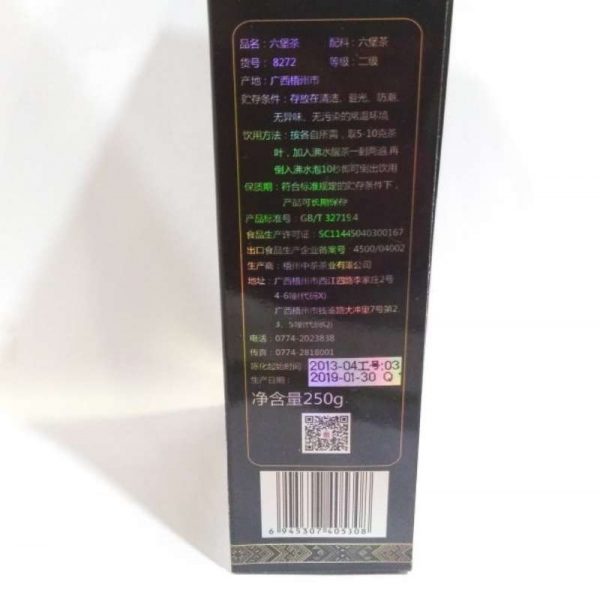 品名：六堡茶 配料：六堡茶
货号：8272 等级：二级
产地：广西梧州市
贮存条件：存放在清洁、避光、防潮、
无异味、无污染的常温环境
饮用方法：按各自所需，取5-10克茶
叶，加入沸水醒茶一到两遍，再
倒入沸水泡10秒即可倒出饮用
保质期：符合标准规定的贮存条件下，
产品可长期保存
产品标准号：GB/T 32719.4
食品生产许可证：SC11445040300167
出口食品生产企业备案号：4500/04002
生产商：梧州中茶茶业有限公司
地址：广西梧州市西江四路李家庄2号
4-6幢(代码X)
广西梧州市钱鉴路大冲里7号第2
3、5幢(代码Q)
电话：0774-2023838
传真：0774-2818001
陈化起始时间：2013-04工号:03
生产日期：2019-01-30 Q 1
净含量250g
6 945307 405308